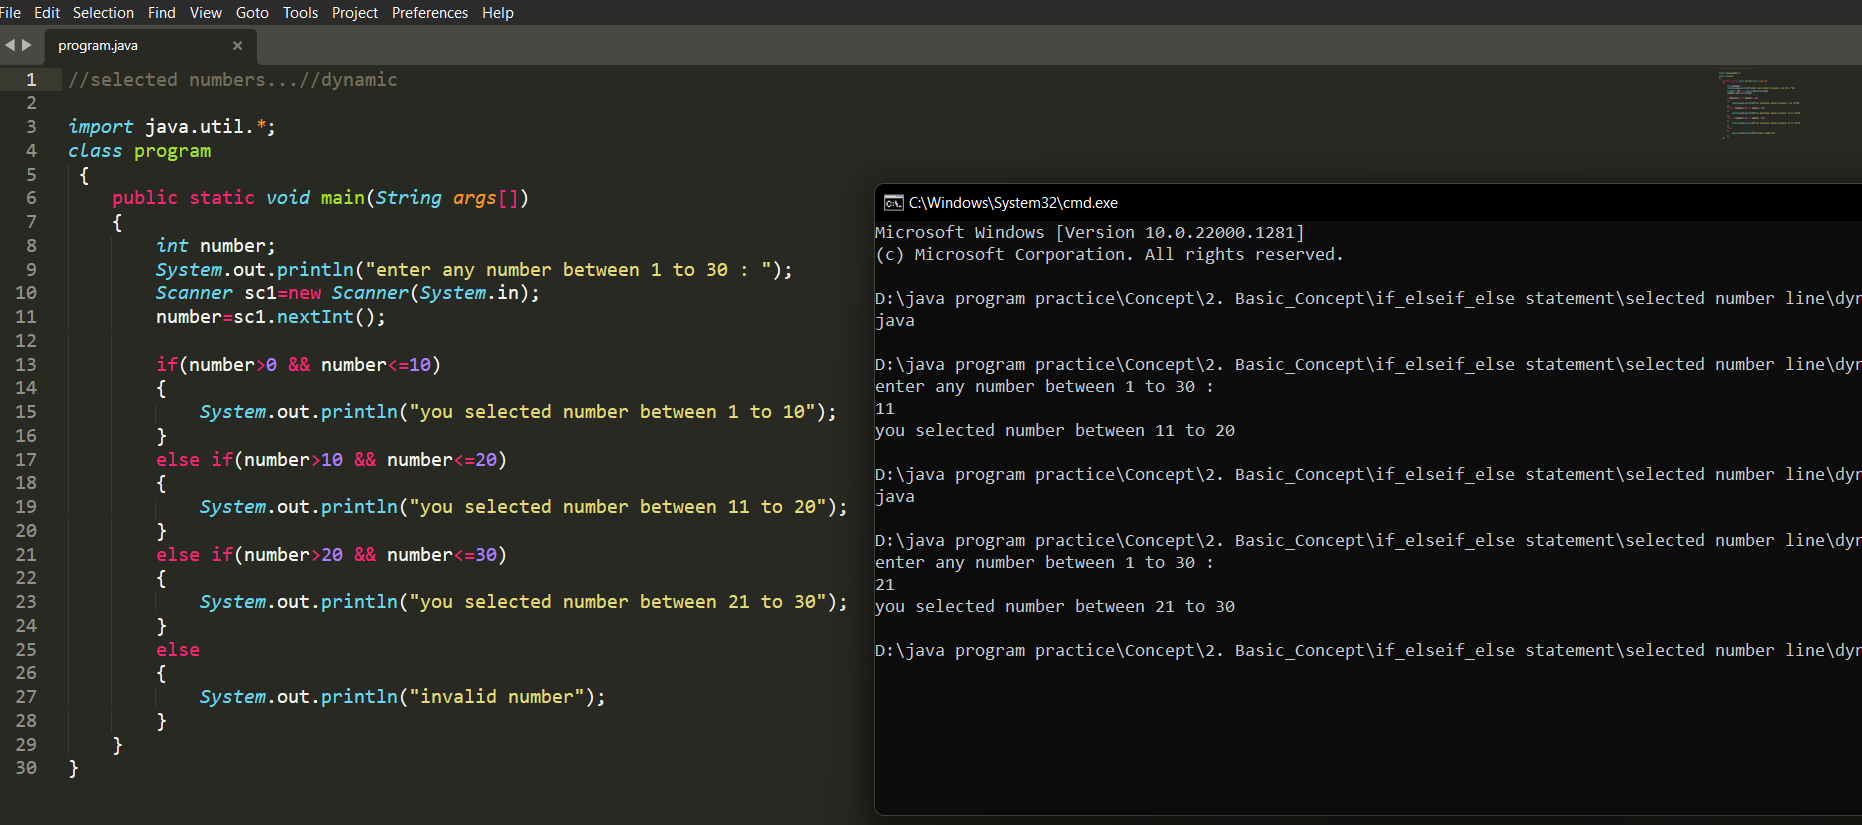 File Edit Selection Find View Goto Tools Project Preferences Help
program.java
1 //selected numbers...//dynamic
2
3 import java.util.*;
4 class program
5 {
6 public static void main(String args[])
7 {
8 int number;
9 System.out.println("enter any number between 1 to 30 : ");
10 Scanner sc1=new Scanner(System.in);
11 number=sc1.nextInt();
12
13 if(number>0 && number<=10)
14 {
15 System.out.println("you selected number between 1 to 10");
16 }
17 else if(number>10 && number<=20)
18 {
19 System.out.println("you selected number between 11 to 20");
20 }
21 else if(number>20 && number<=30)
22 {
23 System.out.println("you selected number between 21 to 30");
24 }
25 else
26 {
27 System.out.println("invalid number");
28 }
29 }
30 }
C:\Windows\System32\cmd.exe
Microsoft Windows [Version 10.0.22000.1281]
(c) Microsoft Corporation. All rights reserved.
D:\java program practice\Concept\2. Basic_Concept\if_elseif_else statement\selected number line\dyn
java
D:\java program practice\Concept\2. Basic_Concept\if_elseif_else statement\selected number line\dyn
enter any number between 1 to 30 :
11
you selected number between 11 to 20
D:\java program practice\Concept\2. Basic_Concept\if_elseif_else statement\selected number line\dyn
java
D:\java program practice\Concept\2. Basic_Concept\if_elseif_else statement\selected number line\dyn
enter any number between 1 to 30 :
21
you selected number between 21 to 30
D:\java program practice\Concept\2. Basic_Concept\if_elseif_else statement\selected number line\dyn